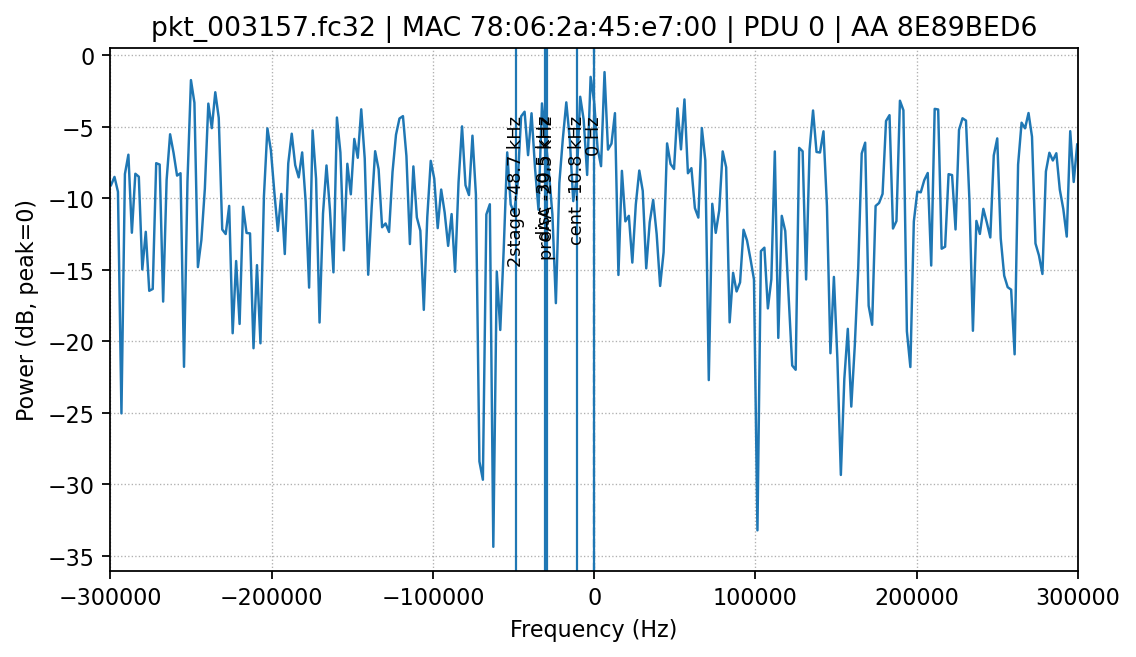 pkt_003157.fc32 | MAC 78:06:2a:45:e7:00 | PDU 0 | AA 8E89BED6
Power (dB, peak=0)
0
−5
−10
−15
−20
−25
−30
−35
2stage -48.7 kHz
kHz
cent -10.8 kHz
0 Hz
−300000
−200000
−100000
0
100000
200000
300000
Frequency (Hz)